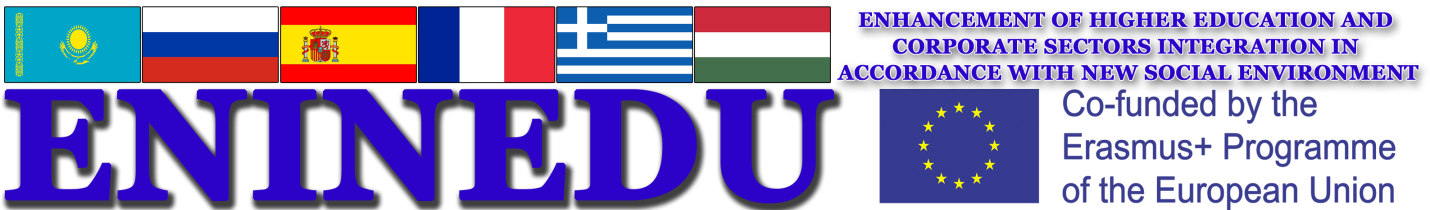 ENHANCEMENT OF HIGHER EDUCATION AND
CORPORATE SECTORS INTEGRATION IN
ACCORDANCE WITH NEW SOCIAL ENVIRONMENT
ENINEDU
Co-funded by the
Erasmus+ Programme
of the European Union